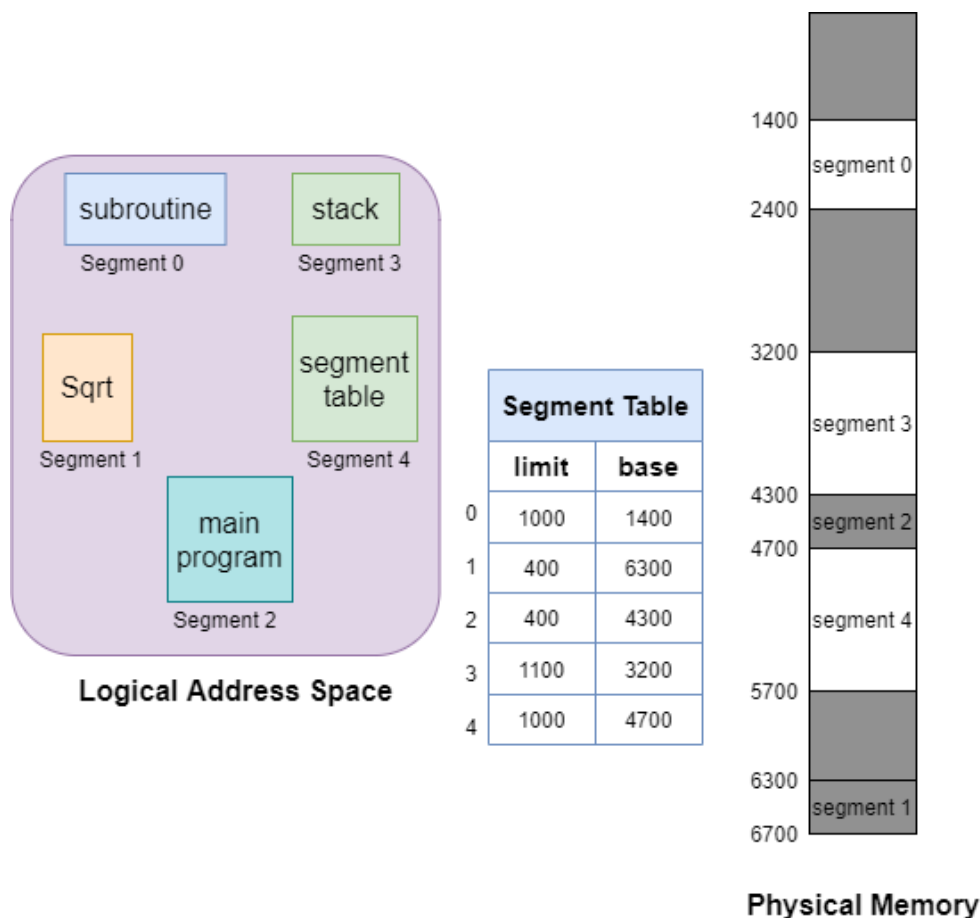 subroutine
Segment 0
stack
Segment 3
Sqrt
Segment 1
segment
table
Segment 4
main
program
Segment 2
Logical Address Space
Segment Table
limit base
0 1000 1400
1 400 6300
2 400 4300
3 1100 3200
4 1000 4700
1400
segment 0
2400
3200
segment 3
4300
segment 2
4700
segment 4
5700
6300
segment 1
6700
Physical Memory